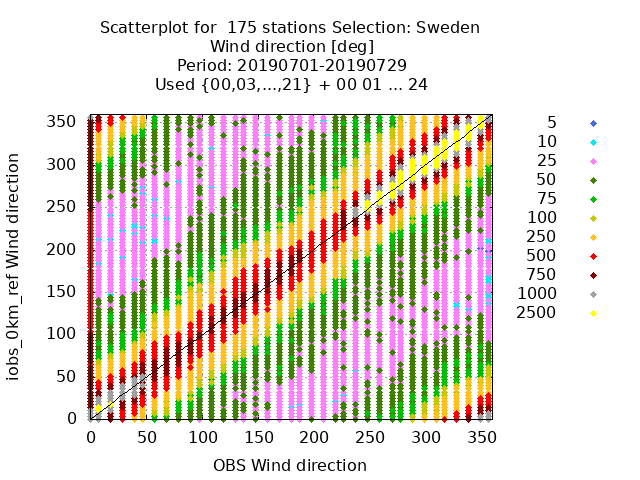 Scatterplot for  175 stations Selection: Sweden
Wind direction [deg]
Period: 20190701-20190729
Used {00,03,...,21} + 00 01 ... 24
iobs_0km_ref Wind direction
350
300
250
200
150
100
50
0
0 50 100 150 200 250 300 350
OBS Wind direction
5
10
25
50
75
100
250
500
750
1000
2500